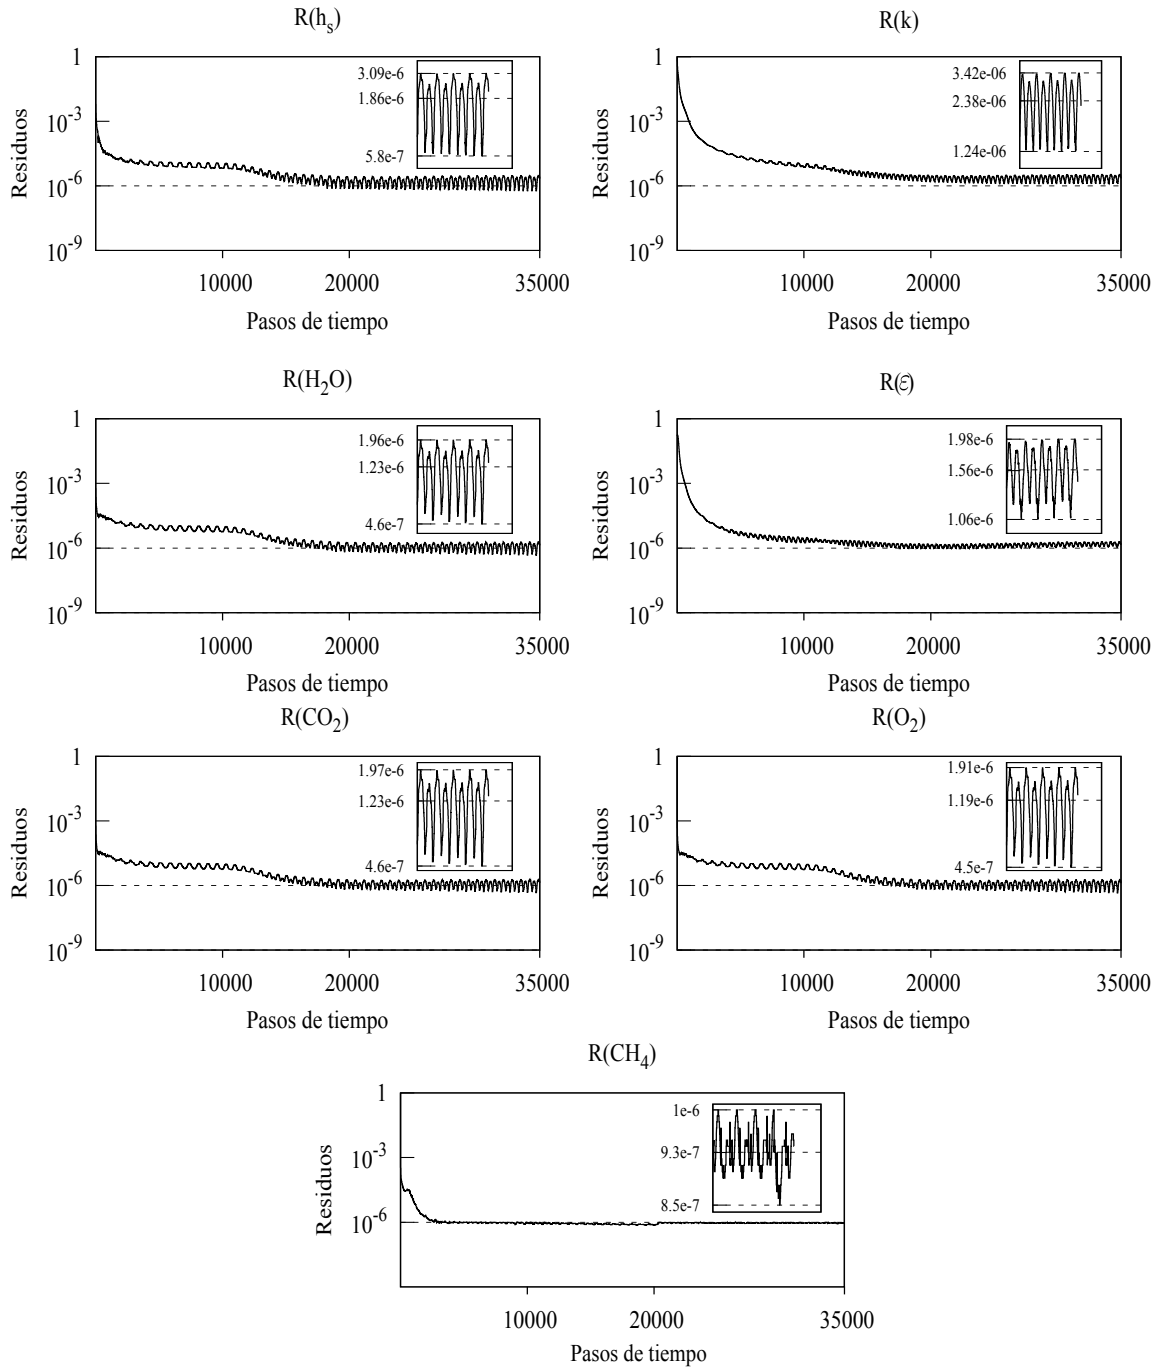 R(h_s)
1
10^-3
10^-6
10^-9
Residuos
3.09e-6
1.86e-6
5.8e-7
10000 20000 35000
Pasos de tiempo
R(k)
1
10^-3
10^-6
10^-9
Residuos
3.42e-06
2.38e-06
1.24e-06
10000 20000 35000
Pasos de tiempo
R(H_2O)
1
10^-3
10^-6
10^-9
Residuos
1.96e-6
1.23e-6
4.6e-7
10000 20000 35000
Pasos de tiempo
R(ε)
1
10^-3
10^-6
10^-9
Residuos
1.98e-6
1.56e-6
1.06e-6
10000 20000 35000
Pasos de tiempo
R(CO_2)
1
10^-3
10^-6
10^-9
Residuos
1.97e-6
1.23e-6
4.6e-7
10000 20000 35000
Pasos de tiempo
R(O_2)
1
10^-3
10^-6
10^-9
Residuos
1.91e-6
1.19e-6
4.5e-7
10000 20000 35000
Pasos de tiempo
R(CH_4)
1
10^-3
10^-6
Residuos
1e-6
9.3e-7
8.5e-7
10000 20000 35000
Pasos de tiempo